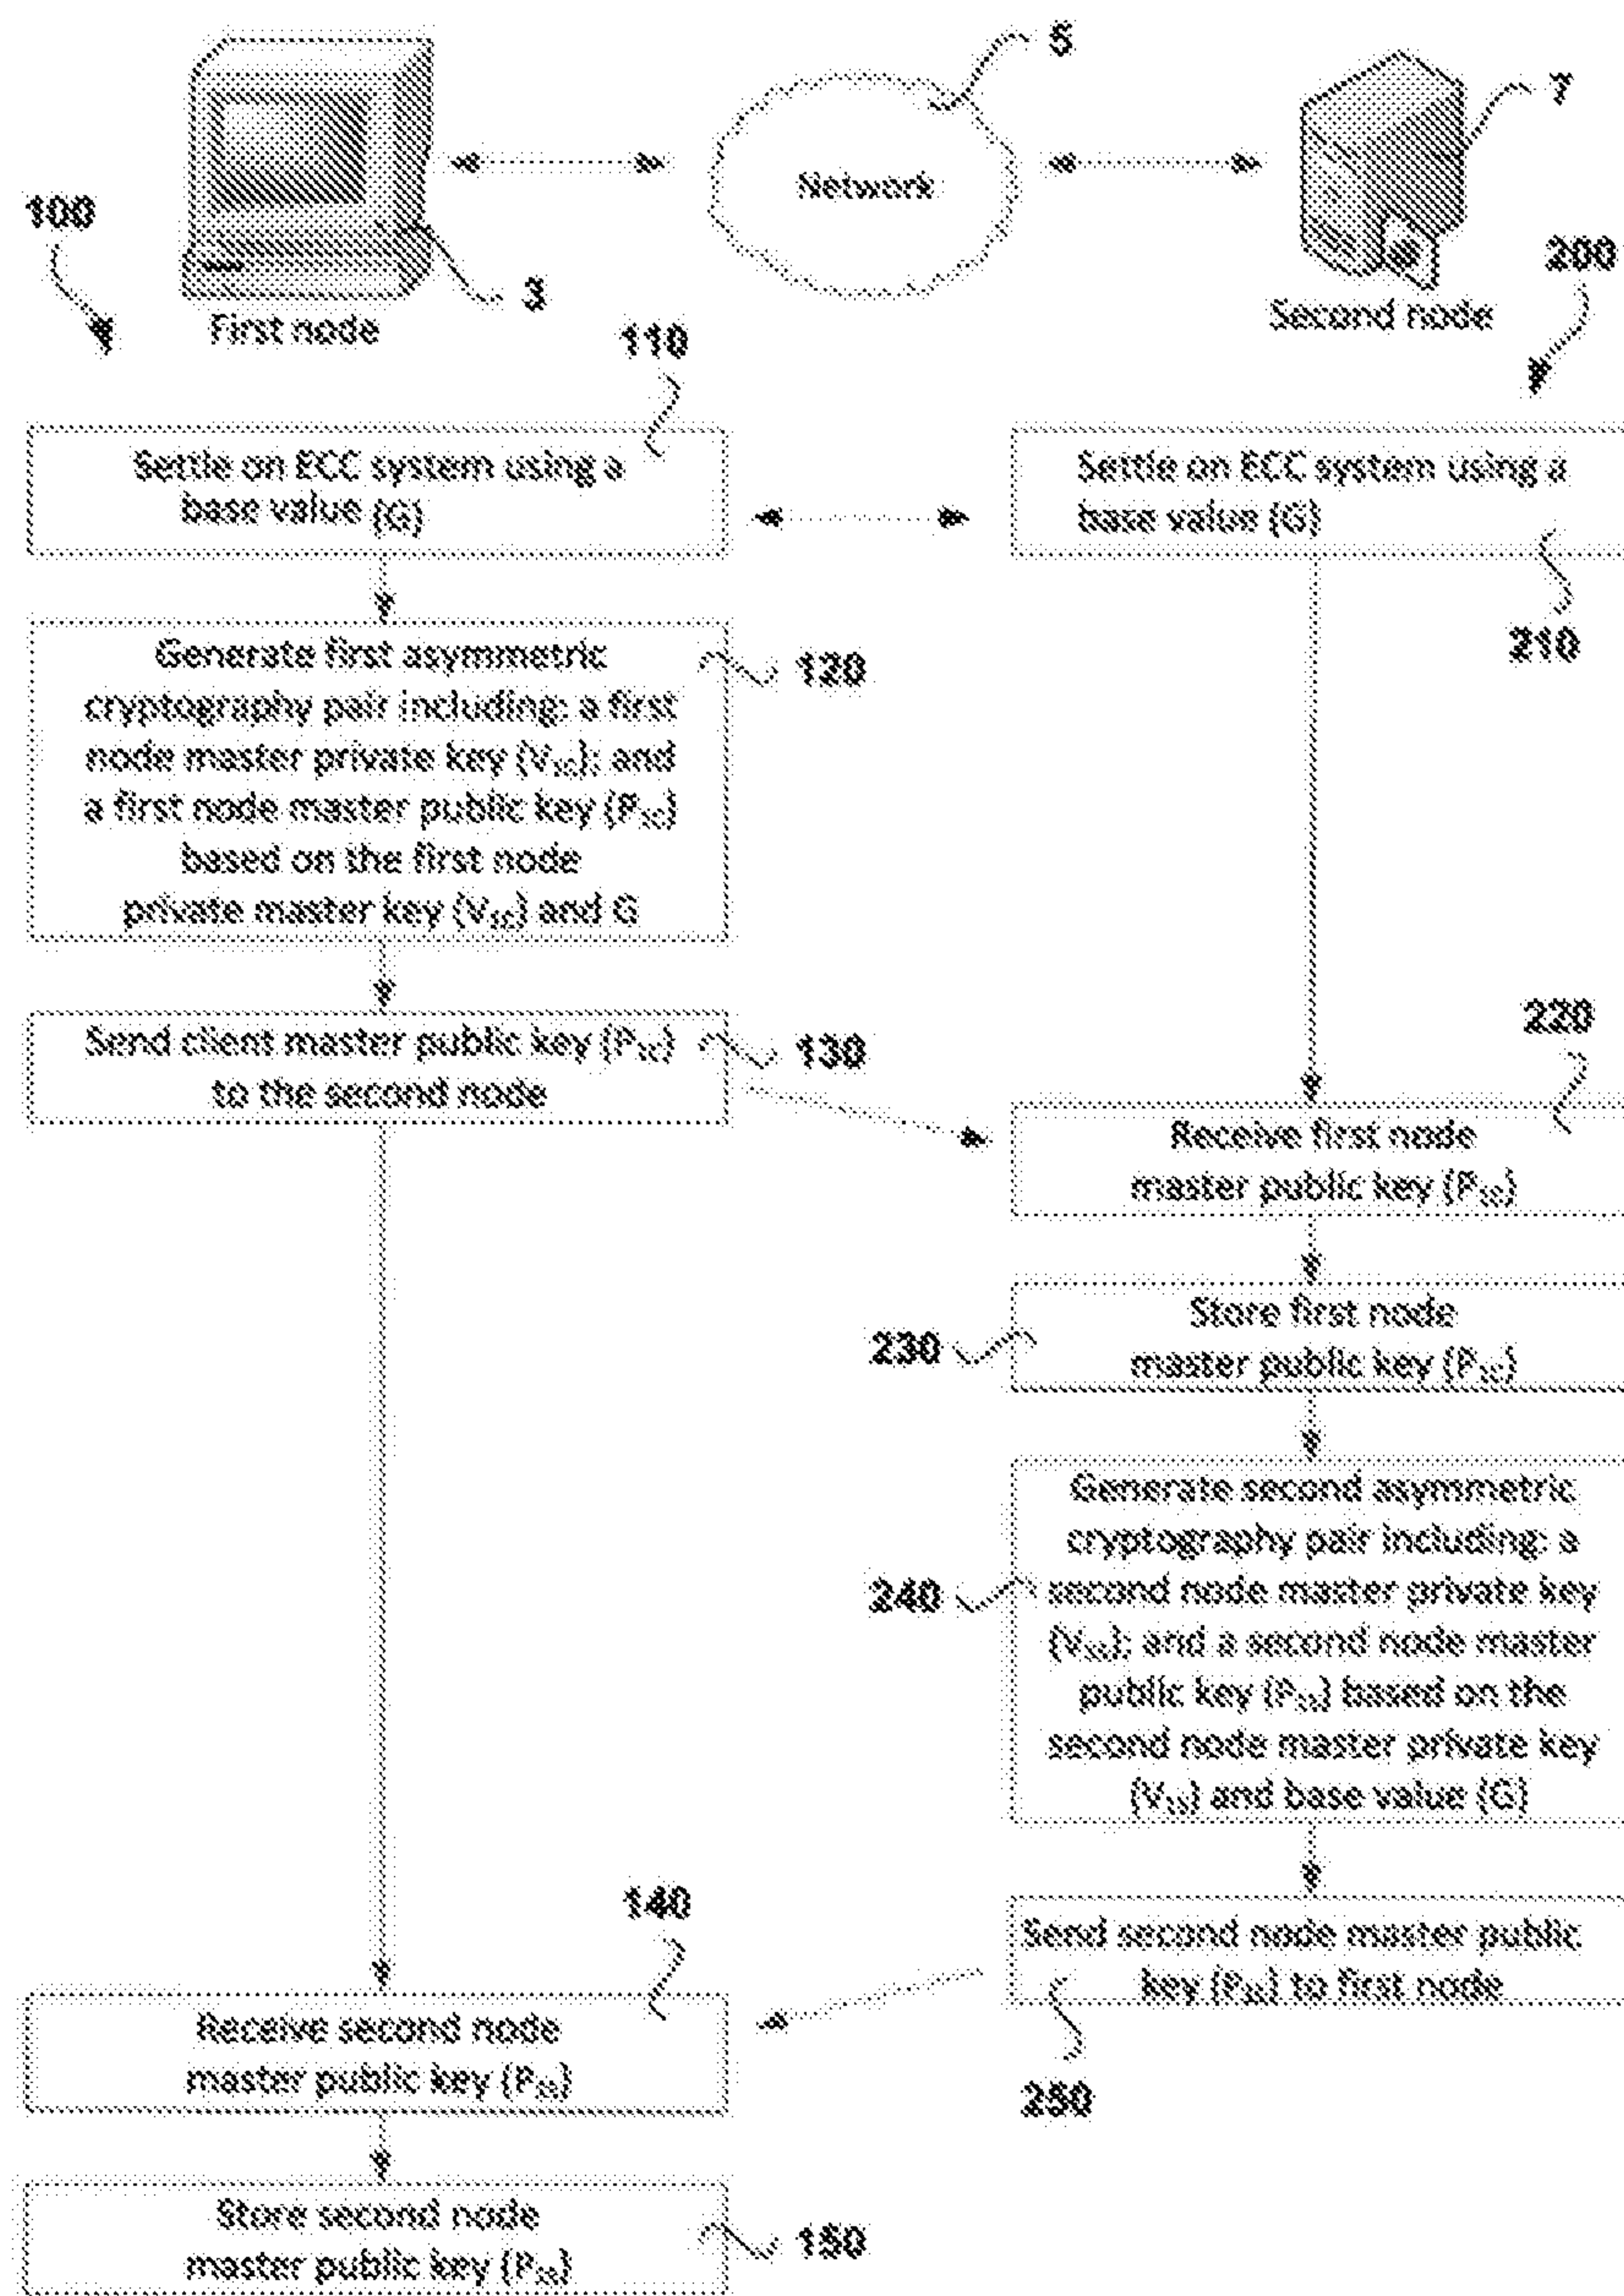 5
7
Network
100
200
3
First node
Second node
110
Settle on ECC system using a
base value (G)
Settle on ECC system using a
base value (G)
210
Generate first asymmetric
cryptography pair including: a first
node master private key (V1C); and
a first node master public key (P1C)
based on the first node
private master key (V1C) and G
120
Send client master public key (P1C)
to the second node
130
220
Receive first node
master public key (P1C)
Store first node
master public key (P1C)
230
Generate second asymmetric
cryptography pair including: a
second node master private key
(V1S); and a second node master
public key (P1S) based on the
second node master private key
(V1S) and base value (G)
240
140
Send second node master public
key (P1S) to first node
250
Receive second node
master public key (P1S)
Store second node
master public key (P1S)
150